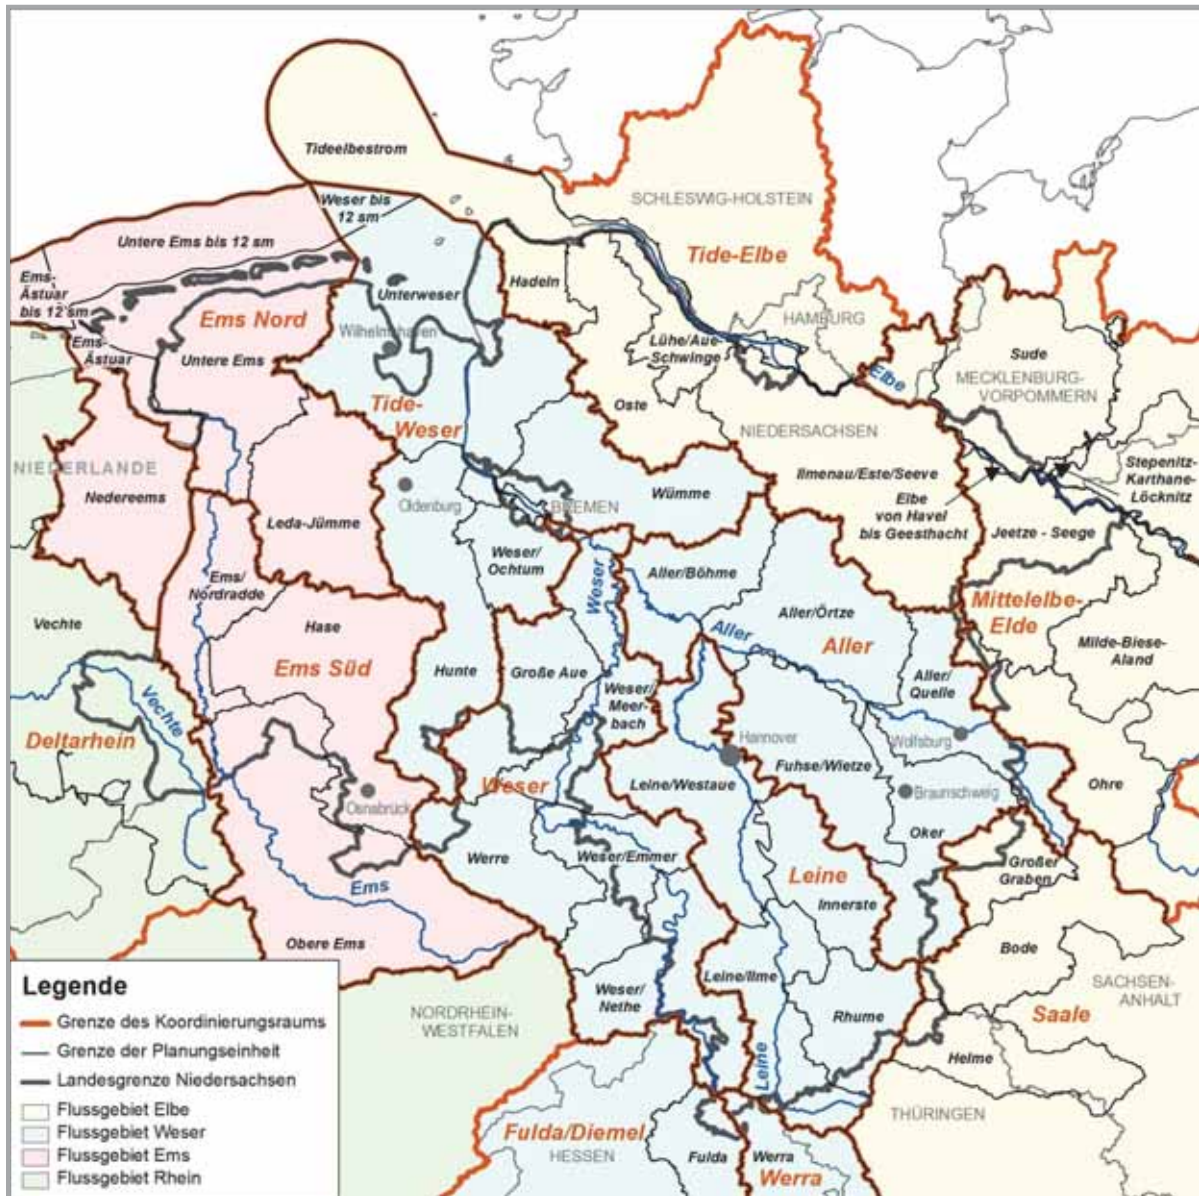 Tideelbestrom
SCHLESWIG-HOLSTEIN
Weser bis
12 sm
Untere Ems bis 12 sm
Tide-Elbe
Ems-
Ästuar
bis 12 sm
Hadeln
Unterweser
Ems Nord
HAMBURG
Wilhelmshaven
Ems-
Ästuar
Untere Ems
Lühe/Aue-
Schwinge
Sude
Elbe
MECKLENBURG-
VORPOMMERN
Oste
Tide-
Weser
NIEDERSACHSEN
NIEDERLANDE
Nedereems
Ilmenau/Este/Seeve
Stepenitz-
Karthane-
Löcknitz
Oldenburg
Wümme
Elbe
von Havel
bis Geesthacht
BREMEN
Leda-Jümme
Jeetze - Seege
Weser/
Ochtum
Weser
Aller/Böhme
Ems/
Nordradde
Mittelelbe-
Elde
Aller/Örtze
Vechte
Hase
Aller
Aller
Milde-Biese-
Aland
Ems Süd
Hunte
Große Aue
Aller/
Quelle
Weser/
Meer-
bach
Vechte
Deltarhein
Hannover
Wolfsburg
Fuhse/Wietze
Weser
Leine/Westaue
Ohre
Osnabrück
Braunschweig
Oker
Werre
Weser/Emmer
Großer
Graben
Ems
Leine
Innerste
Obere Ems
Bode
Leine/Ilme
SACHSEN-
ANHALT
Weser/
Nethe
NORDRHEIN-
WESTFALEN
Rhume
Saale
Helme
Leine
THÜRINGEN
Fulda/Diemel
HESSEN
Fulda
Werra
Werra
Legende
Grenze des Koordinierungsraums
Grenze der Planungseinheit
Landesgrenze Niedersachsen
Flussgebiet Elbe
Flussgebiet Weser
Flussgebiet Ems
Flussgebiet Rhein